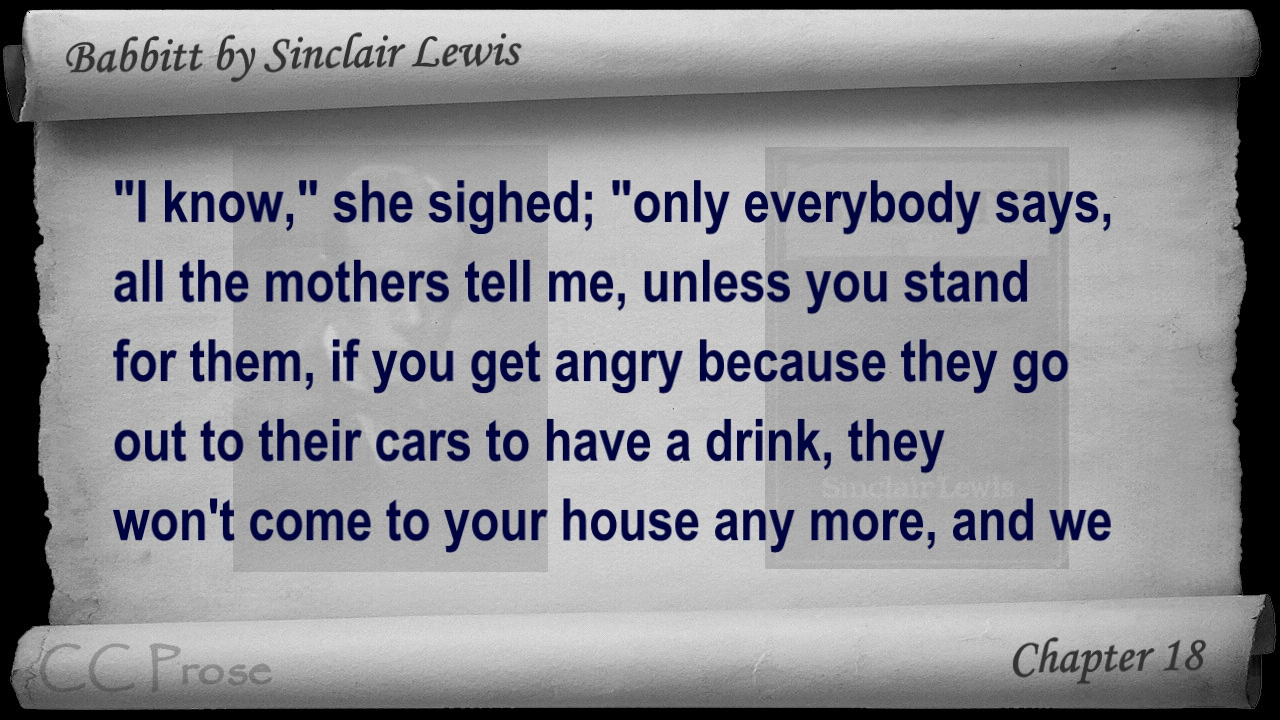 Babbitt by Sinclair Lewis
"I know," she sighed; "only everybody says,
all the mothers tell me, unless you stand
for them, if you get angry because they go
out to their cars to have a drink, they
won't come to your house any more, and we
Sinclair Lewis
CC Prose
Chapter 18